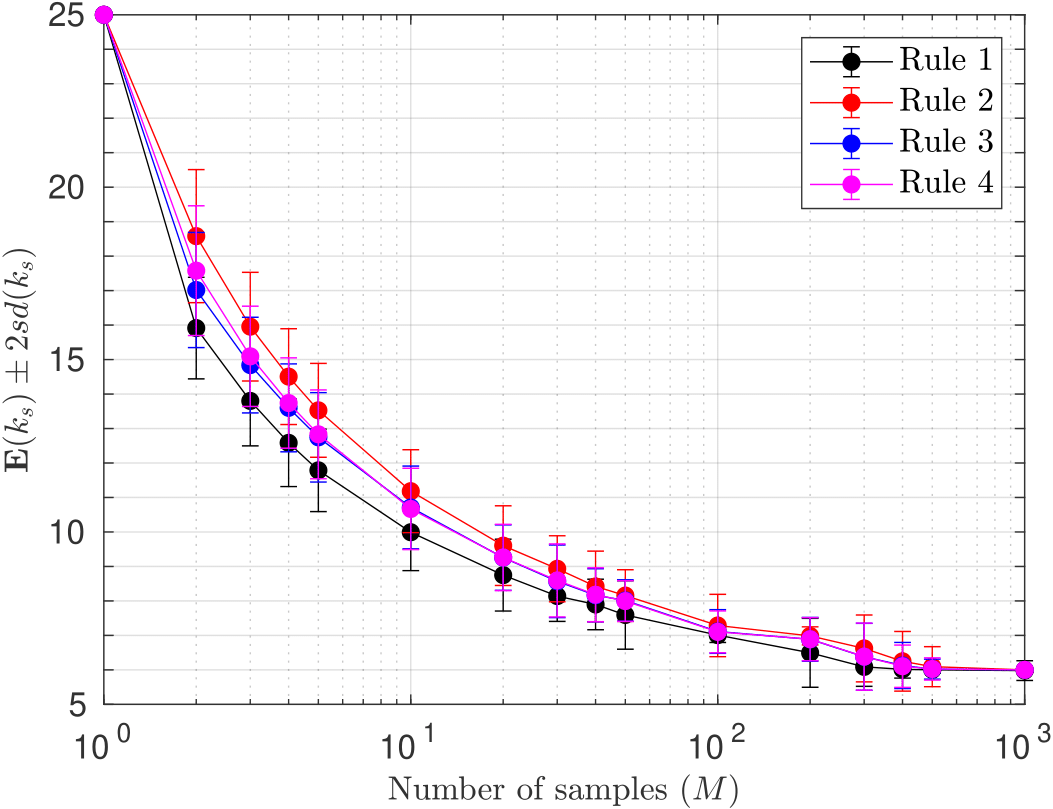 25
20
15
10
5
E(k_s) ± 2sd(k_s)
Rule 1
Rule 2
Rule 3
Rule 4
10^0
10^1
10^2
10^3
Number of samples (M)